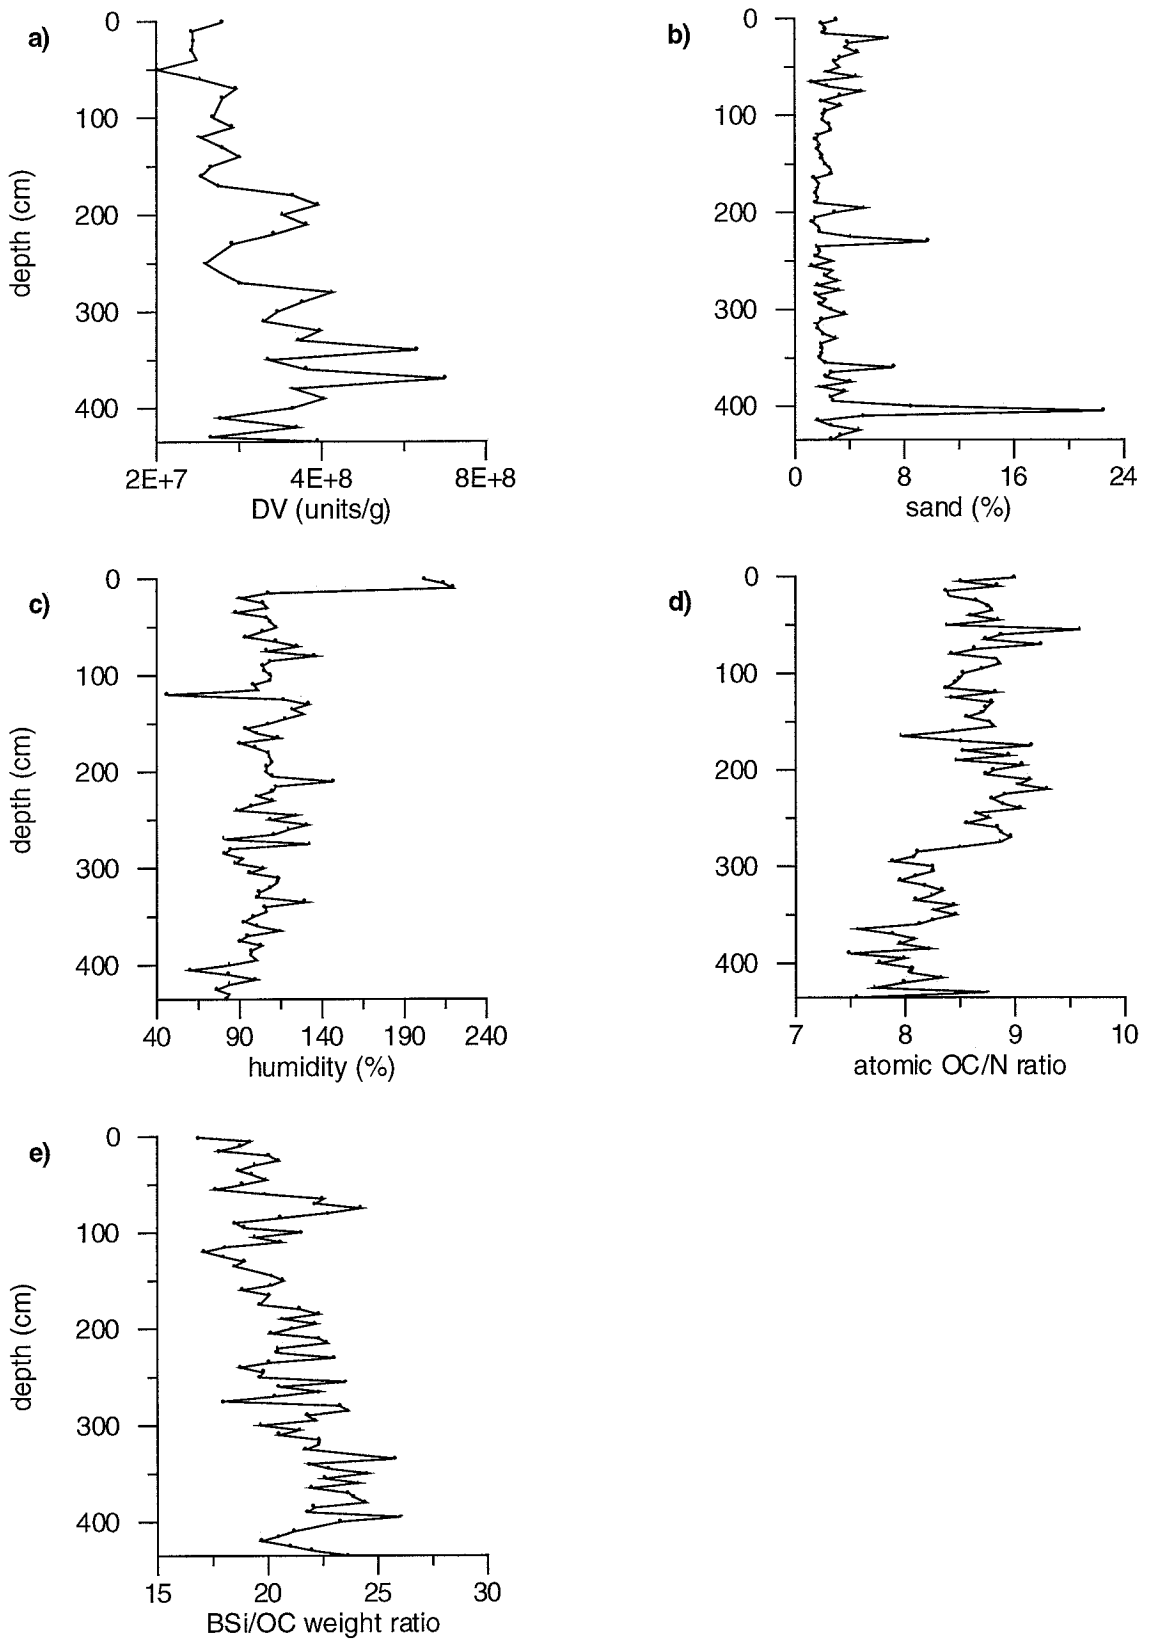 a)
0
100
200
300
400
depth (cm)
2E+7 4E+8 8E+8
DV (units/g)
b)
0
100
200
300
400
0 8 16 24
sand (%)
c)
0
100
200
300
400
depth (cm)
40 90 140 190 240
humidity (%)
d)
0
100
200
300
400
7 8 9 10
atomic OC/N ratio
e)
0
100
200
300
400
depth (cm)
15 20 25 30
BSi/OC weight ratio